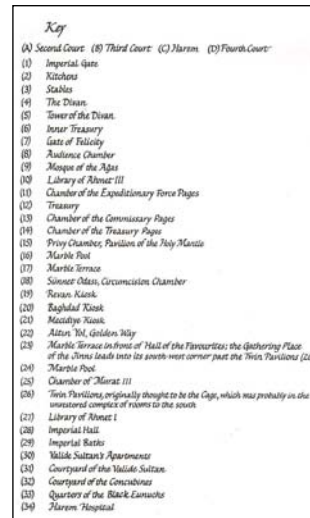 Key
(A) Second Court (B) Third Court (C) Harem (D) Fourth Court
(1) Imperial Gate
(2) Kitchens
(3) Stables
(4) The Divan
(5) Tower of the Divan
(6) Inner Treasury
(7) Gate of Felicity
(8) Audience Chamber
(9) Mosque of the Ağas
(10) Library of Ahmet III
(11) Chamber of the Expeditionary Force Pages
(12) Treasury
(13) Chamber of the Commissary Pages
(14) Chamber of the Treasury Pages
(15) Privy Chamber, Pavilion of the Holy Mantle
(16) Marble Pool
(17) Marble Terrace
(18) Sünnet Odası, Circumcision Chamber
(19) Revan Kiosk
(20) Baghdad Kiosk
(21) Mecidiye Kiosk
(22) Altın Yol, Golden Way
(23) Marble Terrace in front of Hall of the Favourites; the Gathering Place
of the Jinns leads into its south-west corner past the Twin Pavilions
(24) Marble Pool
(25) Chamber of Murat III
(26) Twin Pavilions, originally thought to be the Cage, which was probably in the
unrestored complex of rooms to the south
(27) Library of Ahmet I
(28) Imperial Hall
(29) Imperial Baths
(30) Valide Sultan's Apartments
(31) Courtyard of the Valide Sultan
(32) Courtyard of the Concubines
(33) Quarters of the Black Eunuchs
(34) Harem Hospital